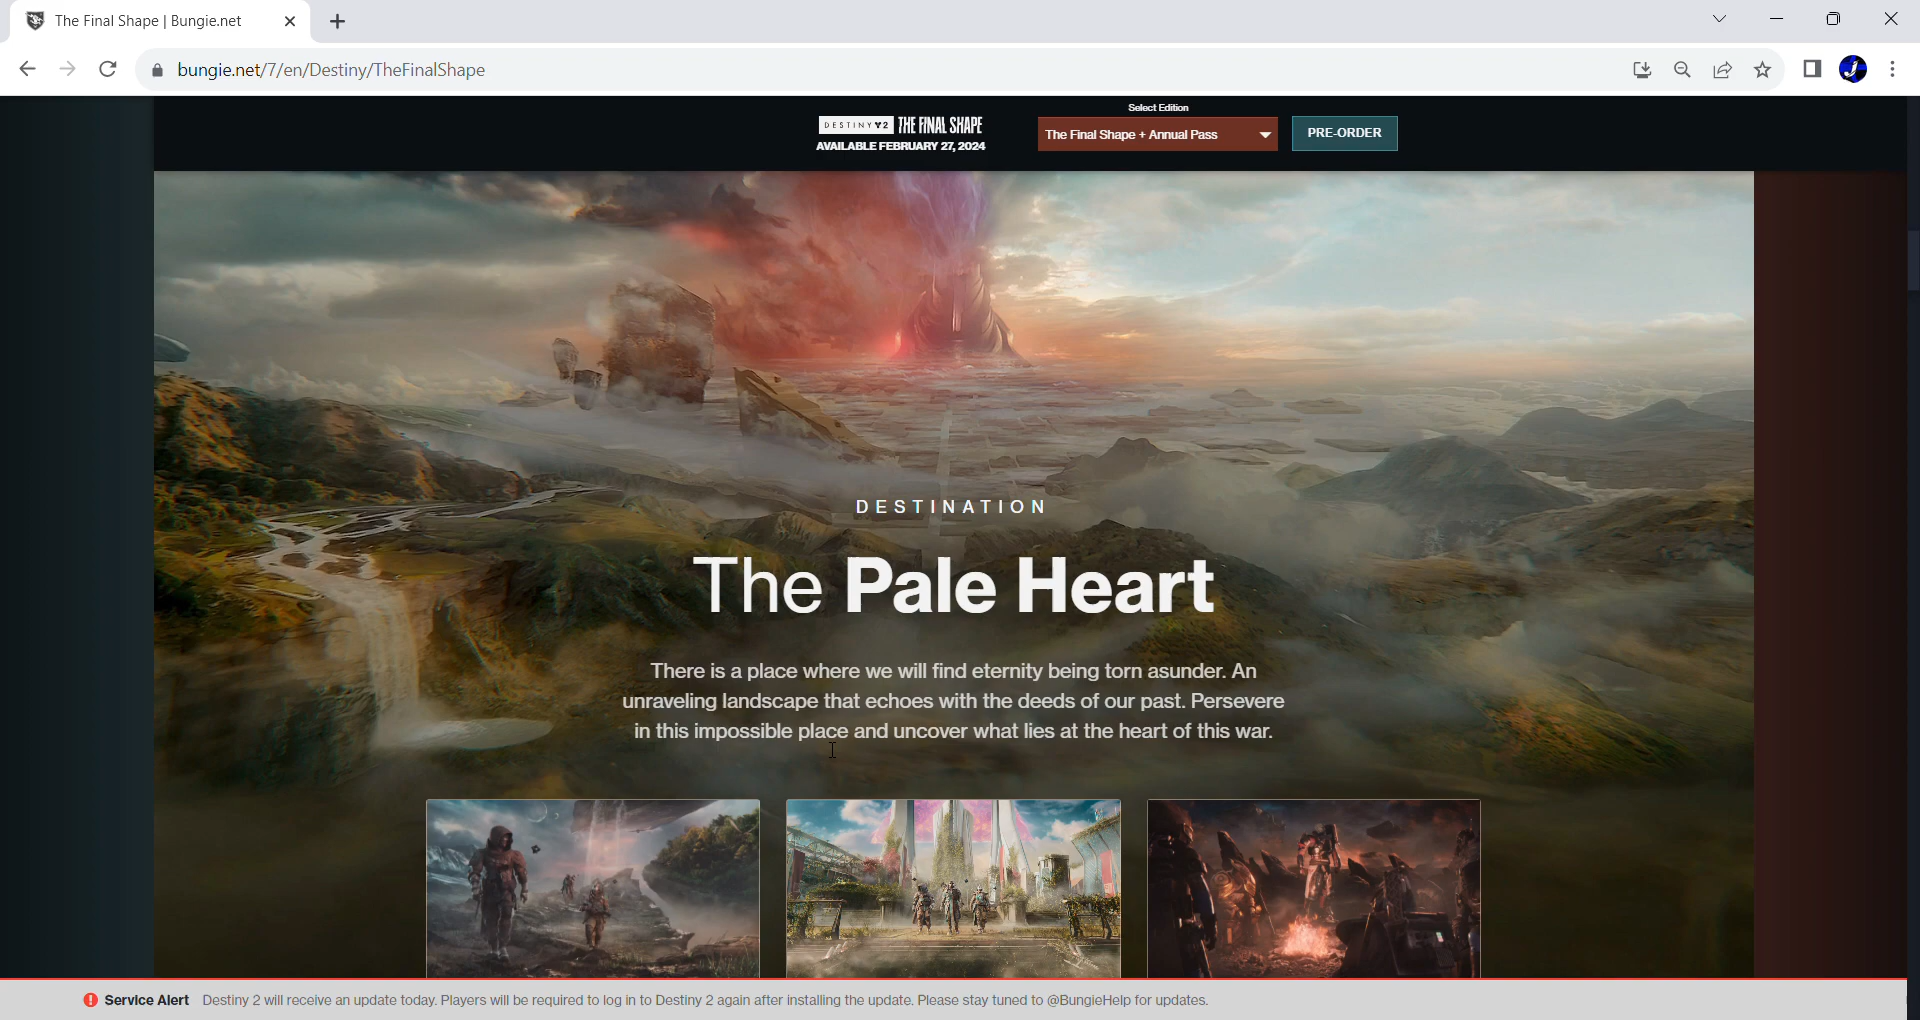 The Final Shape | Bungie.net
bungie.net/7/en/Destiny/TheFinalShape
DESTINY 2 THE FINAL SHAPE
AVAILABLE FEBRUARY 27, 2024
Select Edition
The Final Shape + Annual Pass
PRE-ORDER
DESTINATION
The Pale Heart
There is a place where we will find eternity being torn asunder. An
unraveling landscape that echoes with the deeds of our past. Persevere
in this impossible place and uncover what lies at the heart of this war.
Service Alert Destiny 2 will receive an update today. Players will be required to log in to Destiny 2 again after installing the update. Please stay tuned to @BungieHelp for updates.